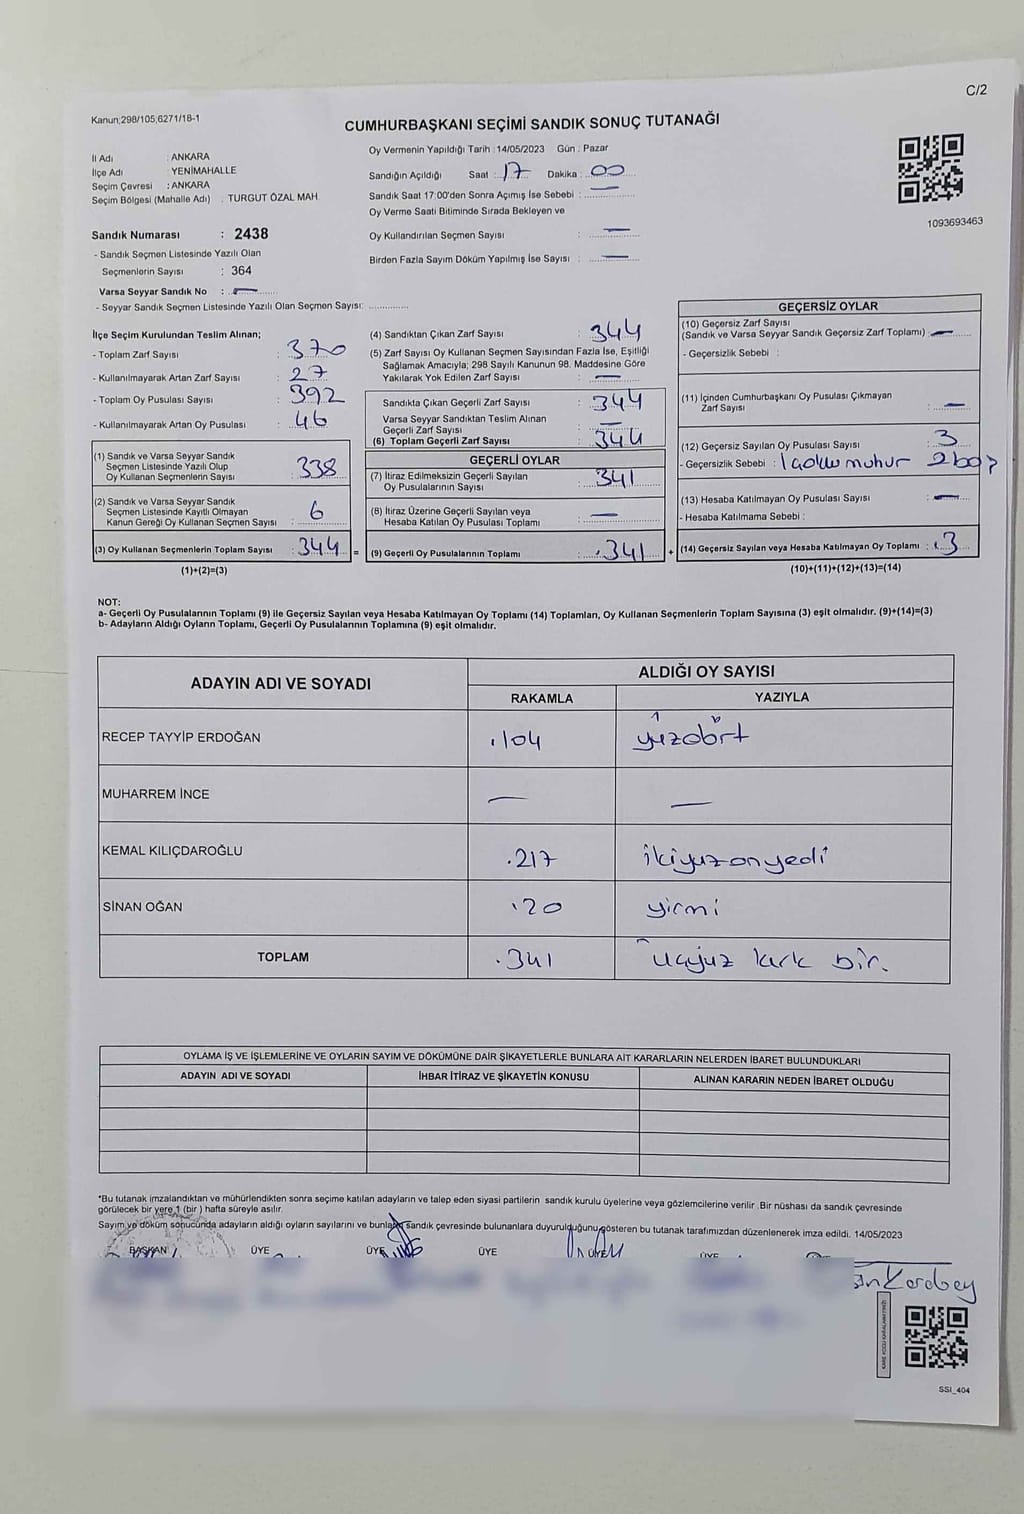 C/2
Kanun;298/105;6271/18-1
CUMHURBAŞKANI SEÇİMİ SANDIK SONUÇ TUTANAĞI
İl Adı : ANKARA
İlçe Adı : YENİMAHALLE
Seçim Çevresi : ANKARA
Seçim Bölgesi (Mahalle Adı) : TURGUT ÖZAL MAH.
Oy Vermenin Yapıldığı Tarih :14/05/2023 Gün : Pazar
Sandığın Açıldığı Saat : 17 Dakika : 00
Sandık Saat 17:00'den Sonra Açımış İse Sebebi : —
Oy Verme Saati Bitiminde Sırada Bekleyen ve
Oy Kullandırılan Seçmen Sayısı : —
Birden Fazla Sayım Döküm Yapılmış İse Sayısı : —
1093693463
Sandık Numarası : 2438
- Sandık Seçmen Listesinde Yazılı Olan
Seçmenlerin Sayısı : 364
Varsa Seyyar Sandık No : —
- Seyyar Sandık Seçmen Listesinde Yazılı Olan Seçmen Sayısı:
İlçe Seçim Kurulundan Teslim Alınan;
- Toplam Zarf Sayısı : 370
- Kullanılmayarak Artan Zarf Sayısı : 27
- Toplam Oy Pusulası Sayısı : 392
- Kullanılmayarak Artan Oy Pusulası : 46
(1) Sandık ve Varsa Seyyar Sandık
Seçmen Listesinde Yazılı Olup
Oy Kullanan Seçmenlerin Sayısı : 338
(2) Sandık ve Varsa Seyyar Sandık
Seçmen Listesinde Kayıtlı Olmayan
Kanun Gereği Oy Kullanan Seçmen Sayısı : 6
(3) Oy Kullanan Seçmenlerin Toplam Sayısı : 344 =
(1)+(2)=(3)
(4) Sandıktan Çıkan Zarf Sayısı : 344
(5) Zarf Sayısı Oy Kullanan Seçmen Sayısından Fazla İse, Eşitliği
Sağlamak Amacıyla; 298 Sayılı Kanunun 98. Maddesine Göre
Yakılarak Yok Edilen Zarf Sayısı : —
Sandıkta Çıkan Geçerli Zarf Sayısı : 344
Varsa Seyyar Sandıktan Teslim Alınan
Geçerli Zarf Sayısı : —
(6) Toplam Geçerli Zarf Sayısı : 344
GEÇERLİ OYLAR
(7) İtiraz Edilmeksizin Geçerli Sayılan
Oy Pusulalarının Sayısı : 341
(8) İtiraz Üzerine Geçerli Sayılan veya
Hesaba Katılan Oy Pusulası Toplamı : —
(9) Geçerli Oy Pusulalarının Toplamı : 341 +
GEÇERSİZ OYLAR
(10) Geçersiz Zarf Sayısı
(Sandık ve Varsa Seyyar Sandık Geçersiz Zarf Toplamı) : —
- Geçersizlik Sebebi :
(11) İçinden Cumhurbaşkanı Oy Pusulası Çıkmayan
Zarf Sayısı : —
(12) Geçersiz Sayılan Oy Pusulası Sayısı : 3
- Geçersizlik Sebebi :
(13) Hesaba Katılmayan Oy Pusulası Sayısı : —
- Hesaba Katılmama Sebebi :
(14) Geçersiz Sayılan veya Hesaba Katılmayan Oy Toplamı : 3
(10)+(11)+(12)+(13)=(14)
NOT:
a- Geçerli Oy Pusulalarının Toplamı (9) ile Geçersiz Sayılan veya Hesaba Katılmayan Oy Toplamı (14) Toplamları, Oy Kullanan Seçmenlerin Toplam Sayısına (3) eşit olmalıdır. (9)+(14)=(3)
b- Adayların Aldığı Oyların Toplamı, Geçerli Oy Pusulalarının Toplamına (9) eşit olmalıdır.
ADAYIN ADI VE SOYADI
ALDIĞI OY SAYISI
RAKAMLA YAZIYLA
RECEP TAYYİP ERDOĞAN 104 yüzdört
MUHARREM İNCE — —
KEMAL KILIÇDAROĞLU 217 ikiyüzonyedi
SİNAN OĞAN 20 yirmi
TOPLAM 341 üçyüz kırk bir.
OYLAMA İŞ VE İŞLEMLERİNE VE OYLARIN SAYIM VE DÖKÜMÜNE DAİR ŞİKAYETLERLE BUNLARA AİT KARARLARIN NELERDEN İBARET BULUNDUKLARI
ADAYIN ADI VE SOYADI İHBAR İTİRAZ VE ŞİKAYETİN KONUSU ALINAN KARARIN NEDEN İBARET OLDUĞU
*Bu tutanak imzalandıktan ve mühürlendikten sonra seçime katılan adayların ve talep eden siyasi partilerin sandık kurulu üyelerine veya gözlemcilerine verilir .Bir nüshası da sandık çevresinde
görülecek bir yere 1 (bir ) hafta süreyle asılır.
Sayım ve döküm sonucunda adayların aldığı oyların sayılarını ve bunların sandık çevresinde bulunanlara duyurulduğunu gösteren bu tutanak tarafımızdan düzenlenerek imza edildi. 14/05/2023
BAŞKAN ÜYE ÜYE ÜYE ÜYE ÜYE
Karabey
SSI_404